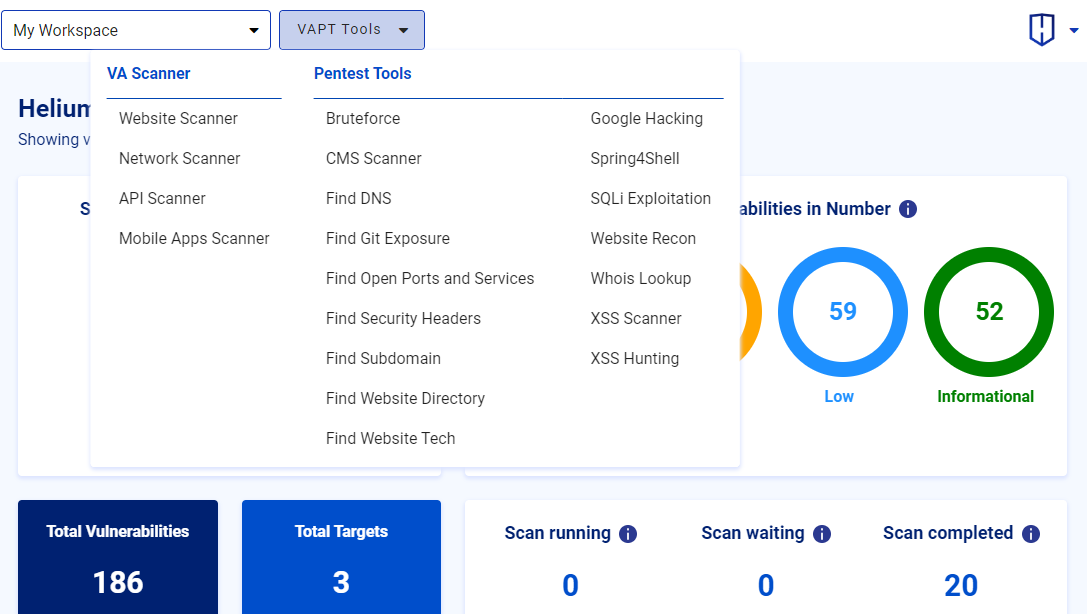 My Workspace
VAPT Tools
VA Scanner
Website Scanner
Network Scanner
API Scanner
Mobile Apps Scanner
Pentest Tools
Bruteforce
CMS Scanner
Find DNS
Find Git Exposure
Find Open Ports and Services
Find Security Headers
Find Subdomain
Find Website Directory
Find Website Tech
Google Hacking
Spring4Shell
SQLi Exploitation
Website Recon
Whois Lookup
XSS Scanner
XSS Hunting
Showing
in Number
59
Low
52
Informational
Total Vulnerabilities
186
Total Targets
3
Scan running
0
Scan waiting
0
Scan completed
20